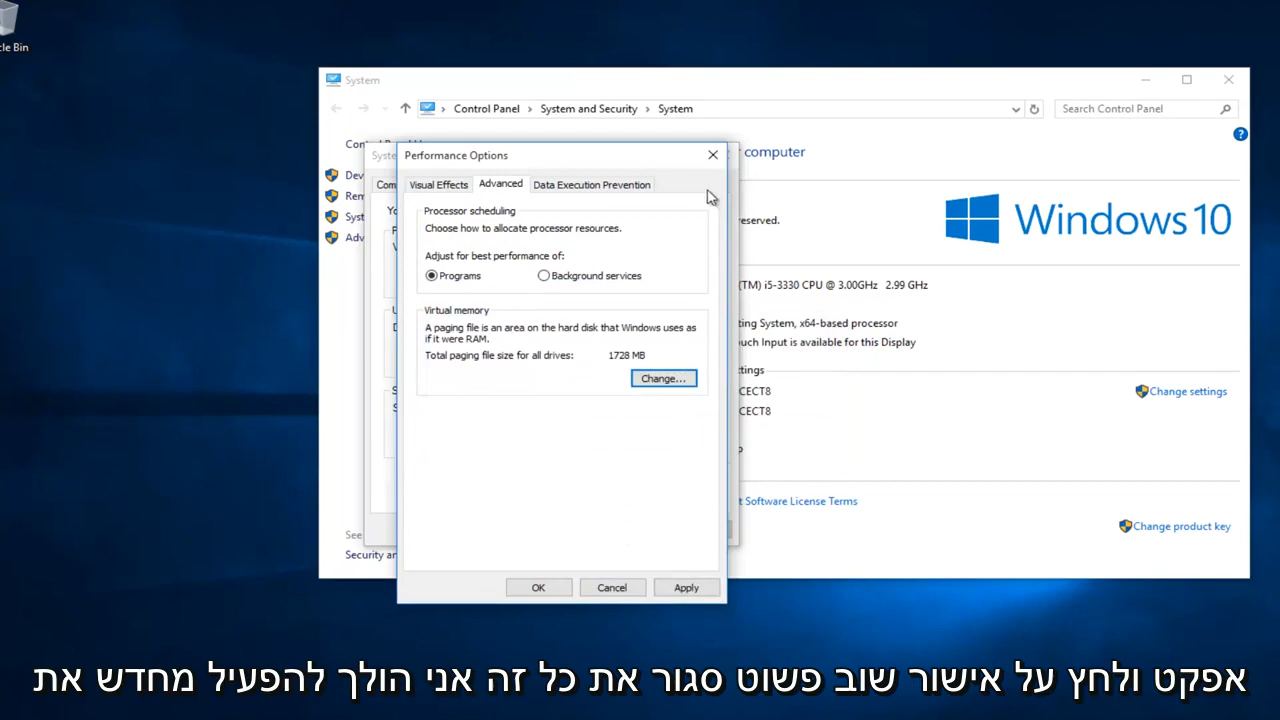 cle Bin
System
Control Panel > System and Security > System
Search Control Panel
computer
Performance Options
Visual Effects
Advanced
Data Execution Prevention
Processor scheduling
Choose how to allocate processor resources.
Adjust for best performance of:
Programs
Background services
Virtual memory
A paging file is an area on the hard disk that Windows uses as
if it were RAM.
Total paging file size for all drives: 1728 MB
Change...
OK
Cancel
Apply
reserved.
Windows 10
(TM) i5-3330 CPU @ 3.00GHz 2.99 GHz
ting System, x64-based processor
uch Input is available for this Display
ttings
CECT8
Change settings
CECT8
t Software License Terms
Change product key
See
Security an
אפקט ולחץ על אישור שוב פשוט סגור את כל זה אני הולך להפעיל מחדש את